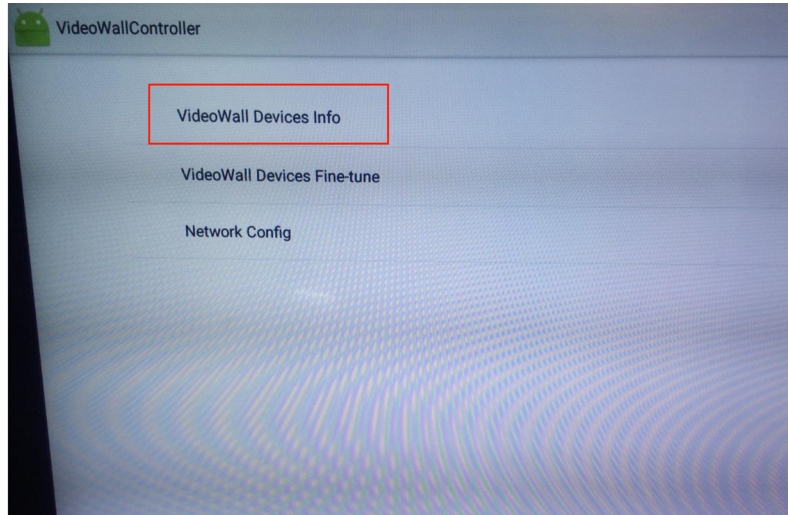 VideoWallController
VideoWall Devices Info
VideoWall Devices Fine-tune
Network Config